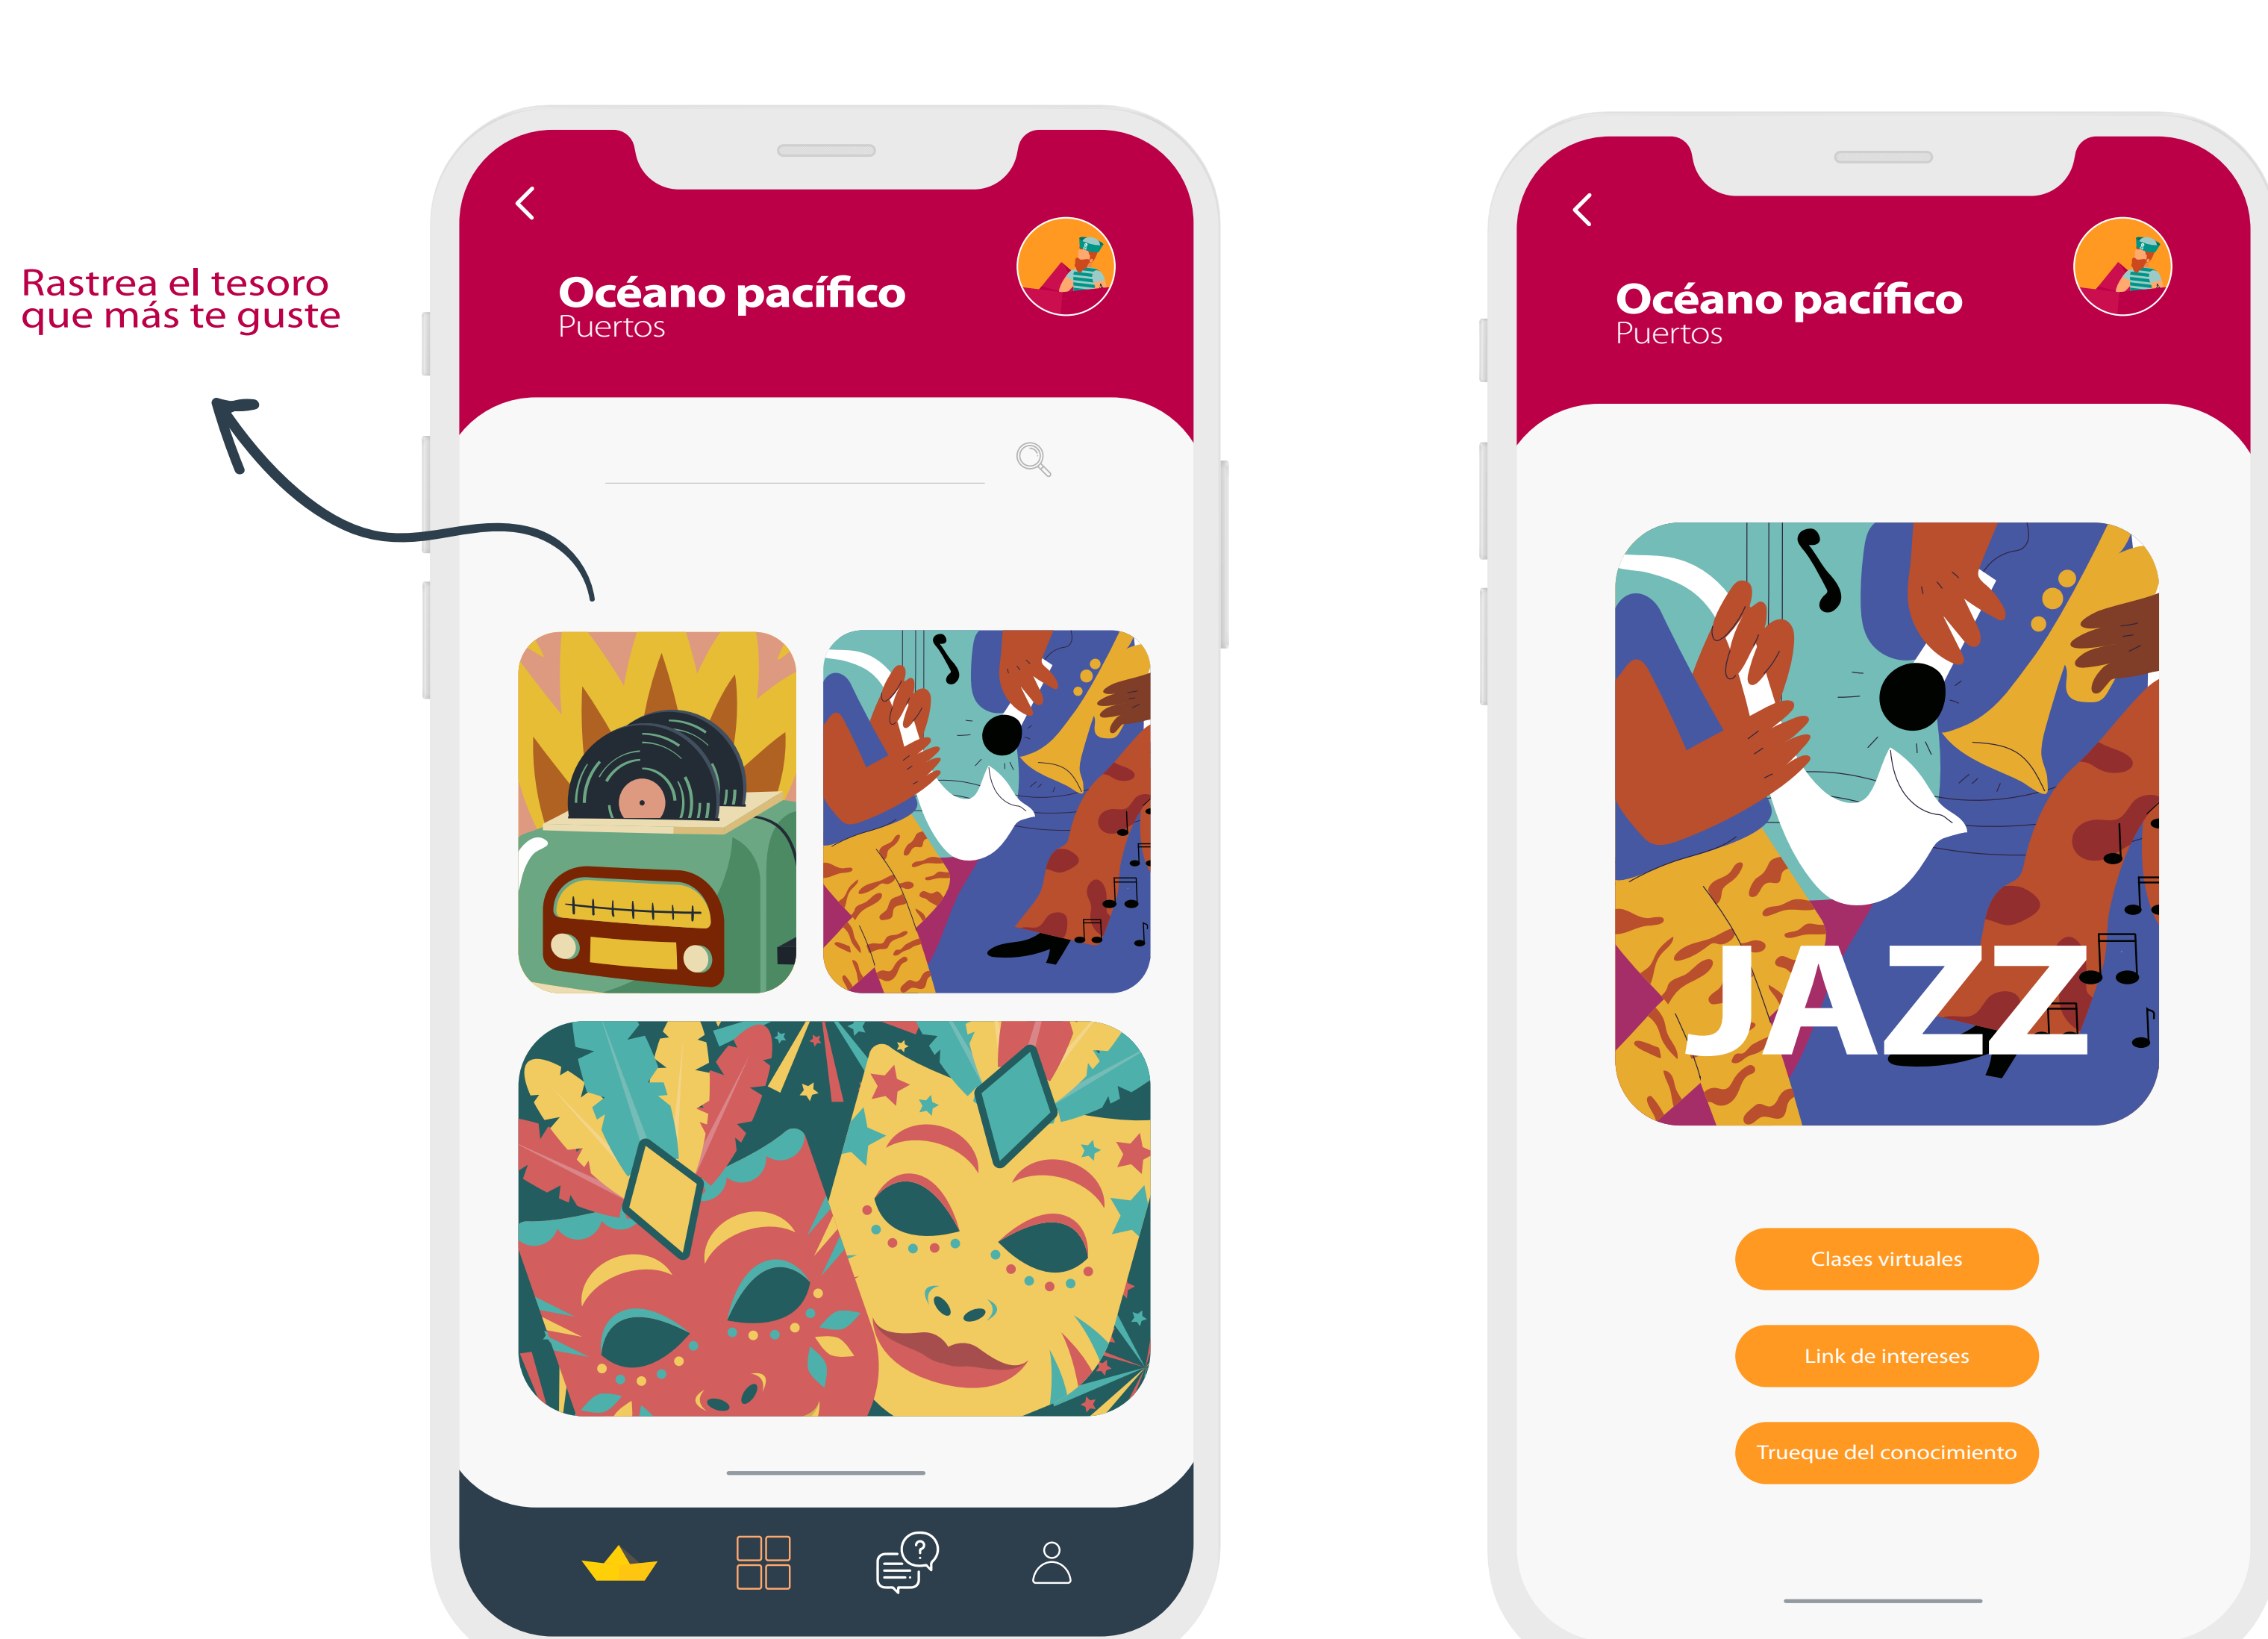 Rastrea el tesoro
que más te guste
Océano pacífico
Puertos
?
Océano pacífico
Puertos
JAZZ
Clases virtuales
Link de intereses
Trueque del conocimiento